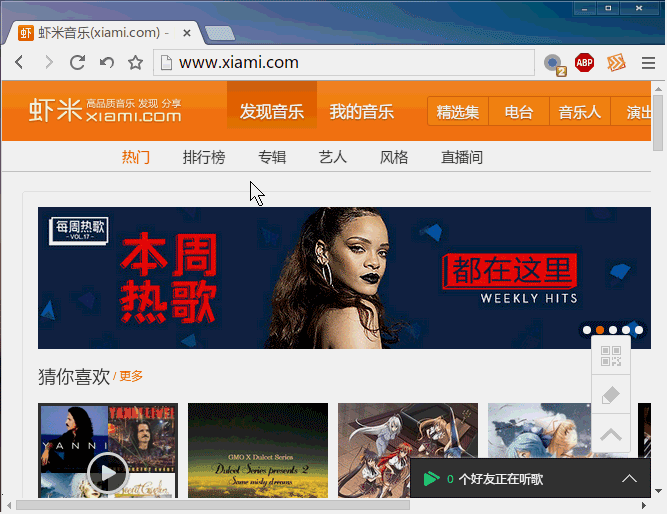 虾米音乐(xiami.com) -
www.xiami.com
ABP
2
虾米 高品质音乐 发现 分享
xiami.com
发现音乐 我的音乐 精选集 电台 音乐人 演出
热门 排行榜 专辑 艺人 风格 直播间
每周热歌
- VOL.17 -
本周
热歌
都在这里
WEEKLY HITS
猜你喜欢 / 更多
YANNI
YANNI LIVE!
GMO X Dulcet Series
Dulcet Series presents 2
Some misty dreams
0 个好友正在听歌